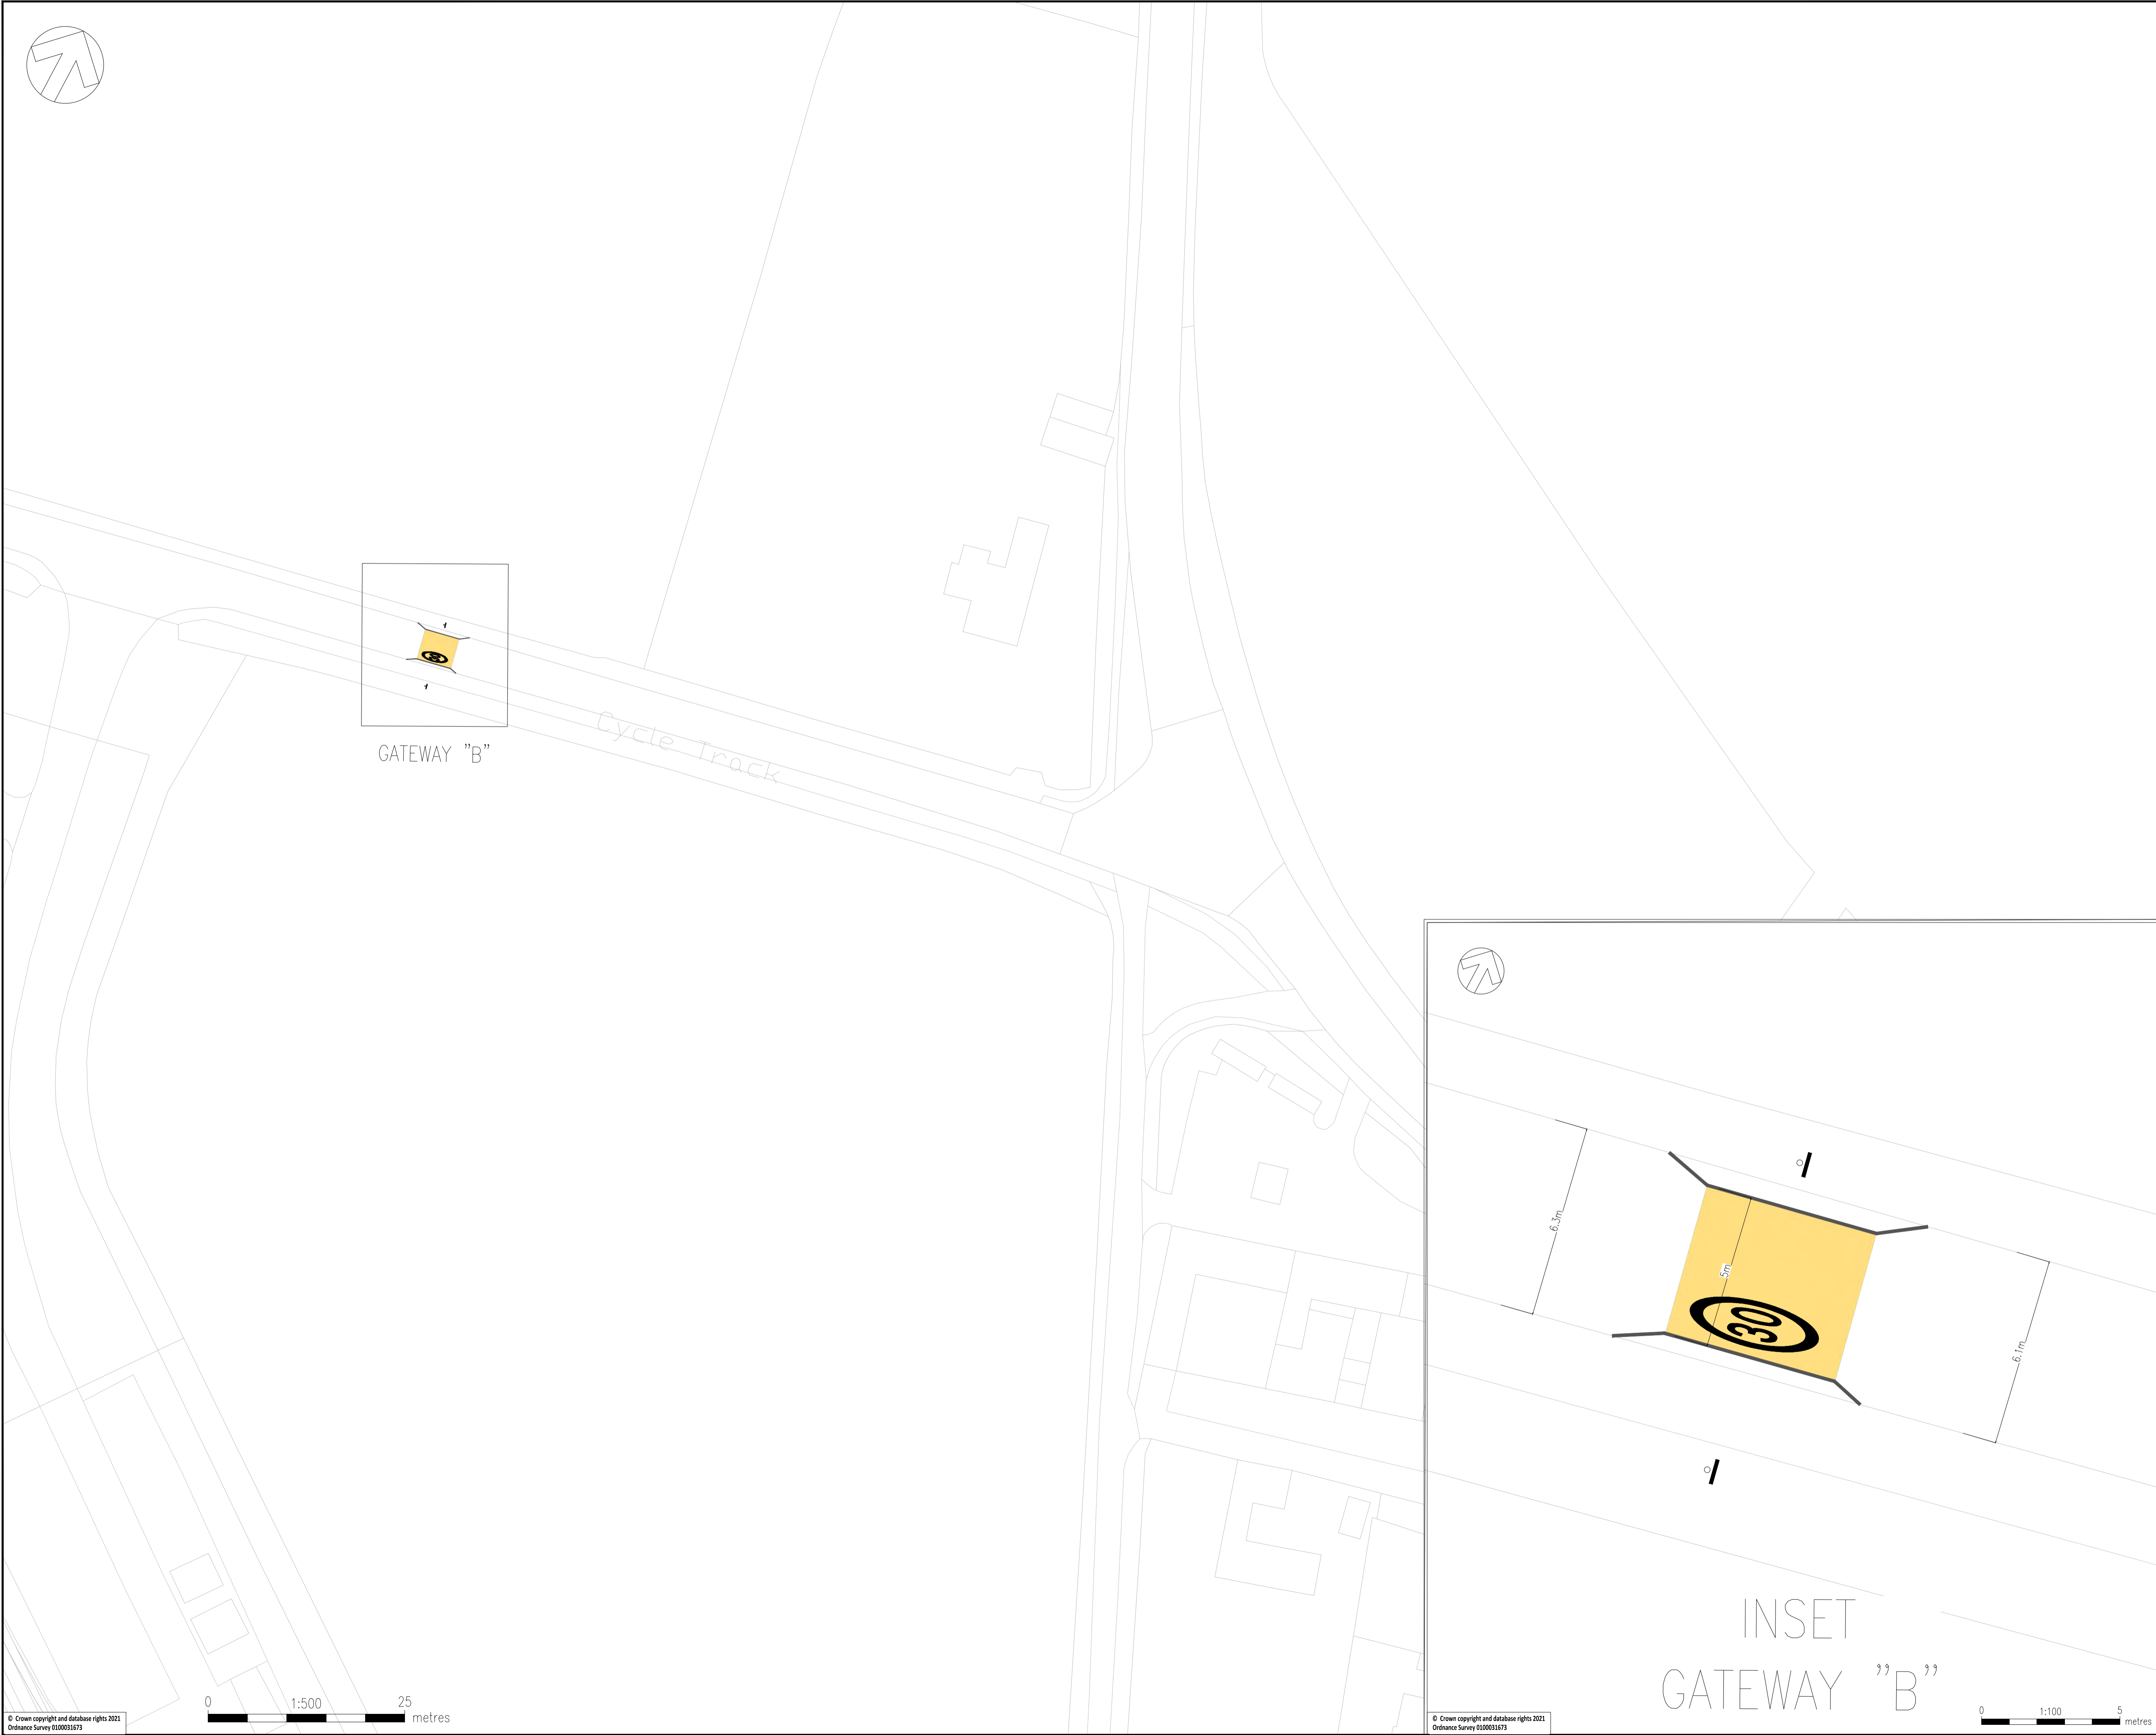 30
GATEWAY "B"
Cycle Track
6.3m
5m
30
6.1m
INSET
GATEWAY "B"
0 1:500 25
metres
© Crown copyright and database rights 2021
Ordnance Survey 0100031673
0 1:100 5
metres
© Crown copyright and database rights 2021
Ordnance Survey 0100031673